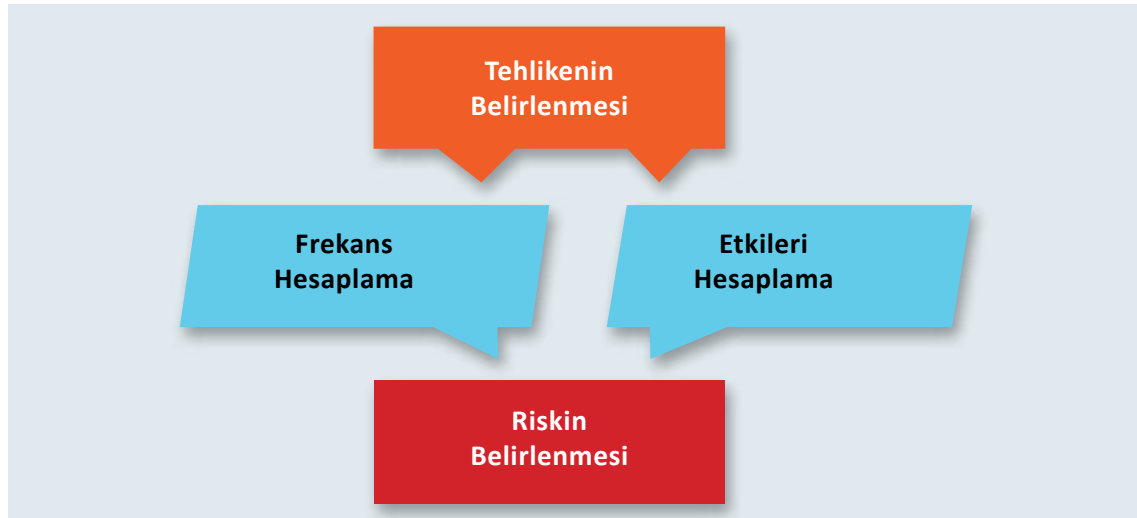 Tehlikenin
Belirlenmesi
Frekans
Hesaplama
Etkileri
Hesaplama
Riskin
Belirlenmesi